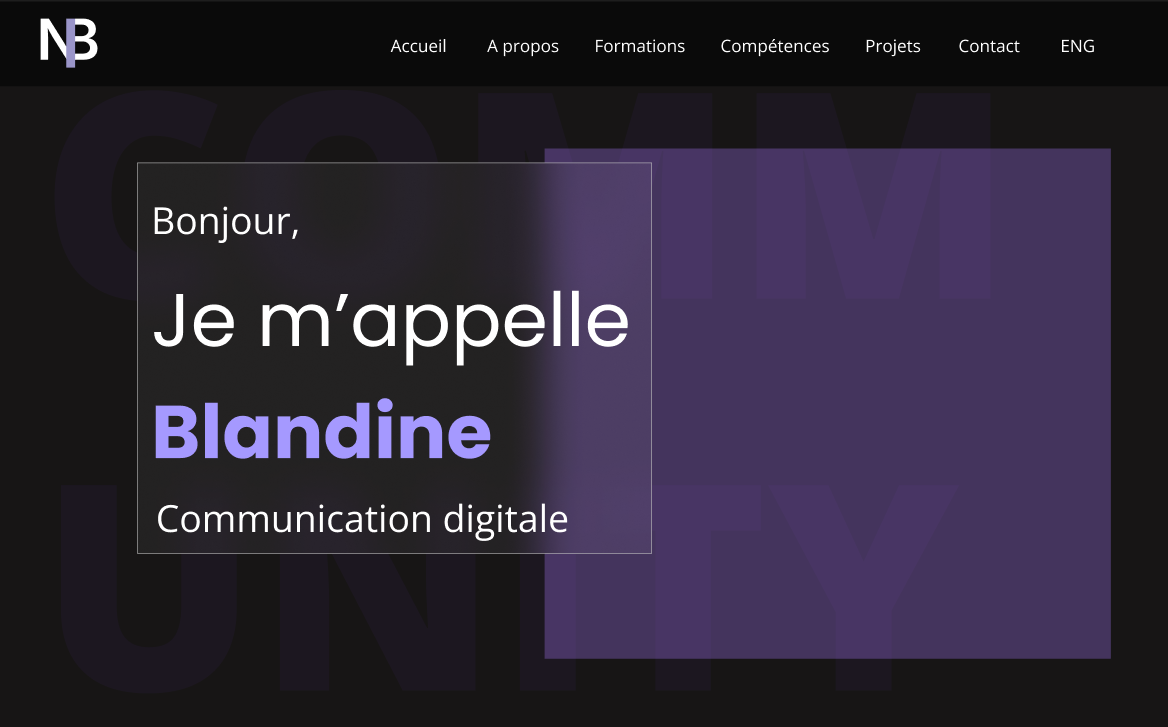 NB
Accueil A propos Formations Compétences Projets Contact ENG
COMM
Bonjour,
Je m’appelle
Blandine
Communication digitale
UNITY